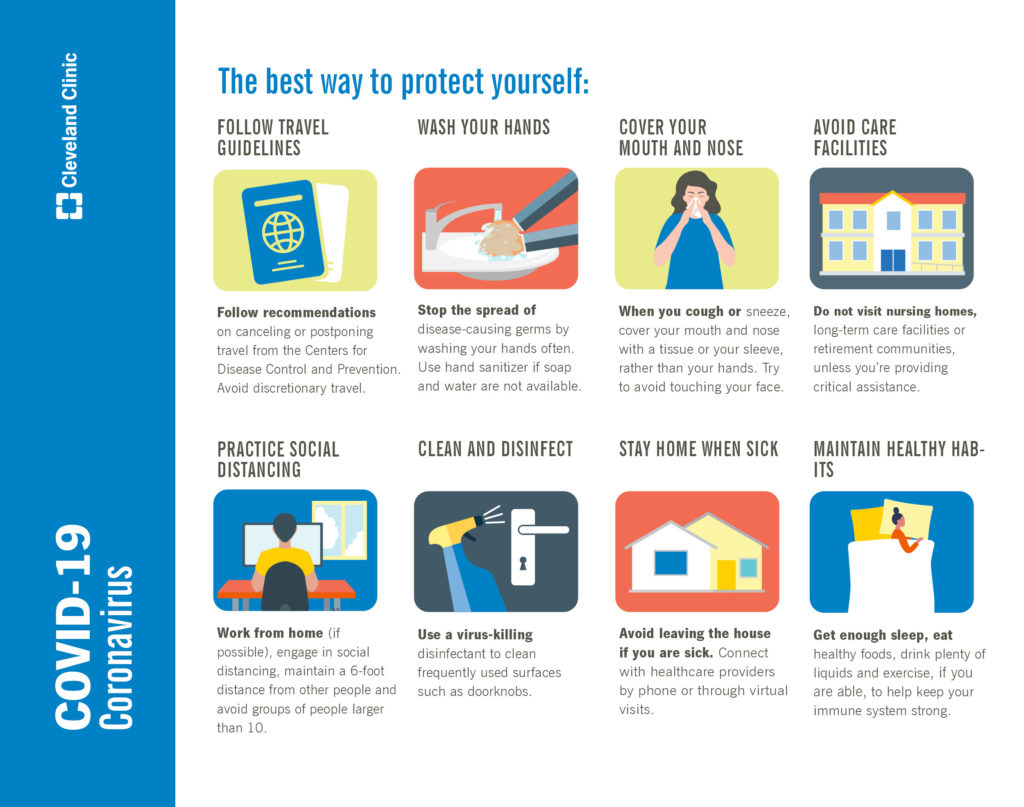 Cleveland Clinic
COVID-19
Coronavirus
The best way to protect yourself:
FOLLOW TRAVEL
GUIDELINES
Follow recommendations
on canceling or postponing
travel from the Centers for
Disease Control and Prevention.
Avoid discretionary travel.
WASH YOUR HANDS
Stop the spread of
disease-causing germs by
washing your hands often.
Use hand sanitizer if soap
and water are not available.
COVER YOUR
MOUTH AND NOSE
When you cough or sneeze,
cover your mouth and nose
with a tissue or your sleeve,
rather than your hands. Try
to avoid touching your face.
AVOID CARE
FACILITIES
Do not visit nursing homes,
long-term care facilities or
retirement communities,
unless you're providing
critical assistance.
PRACTICE SOCIAL
DISTANCING
Work from home (if
possible), engage in social
distancing, maintain a 6-foot
distance from other people and
avoid groups of people larger
than 10.
CLEAN AND DISINFECT
Use a virus-killing
disinfectant to clean
frequently used surfaces
such as doorknobs.
STAY HOME WHEN SICK
Avoid leaving the house
if you are sick. Connect
with healthcare providers
by phone or through virtual
visits.
MAINTAIN HEALTHY HAB-
ITS
Get enough sleep, eat
healthy foods, drink plenty of
liquids and exercise, if you
are able, to help keep your
immune system strong.